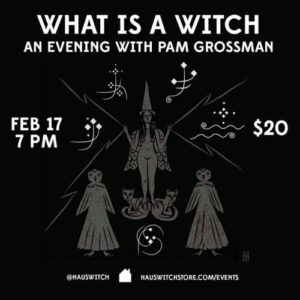 WHAT IS A WITCH
AN EVENING WITH PAM GROSSMAN
FEB 17
7 PM
$20
@HAUSWITCH
HAUSWITCHSTORE.COM/EVENTS